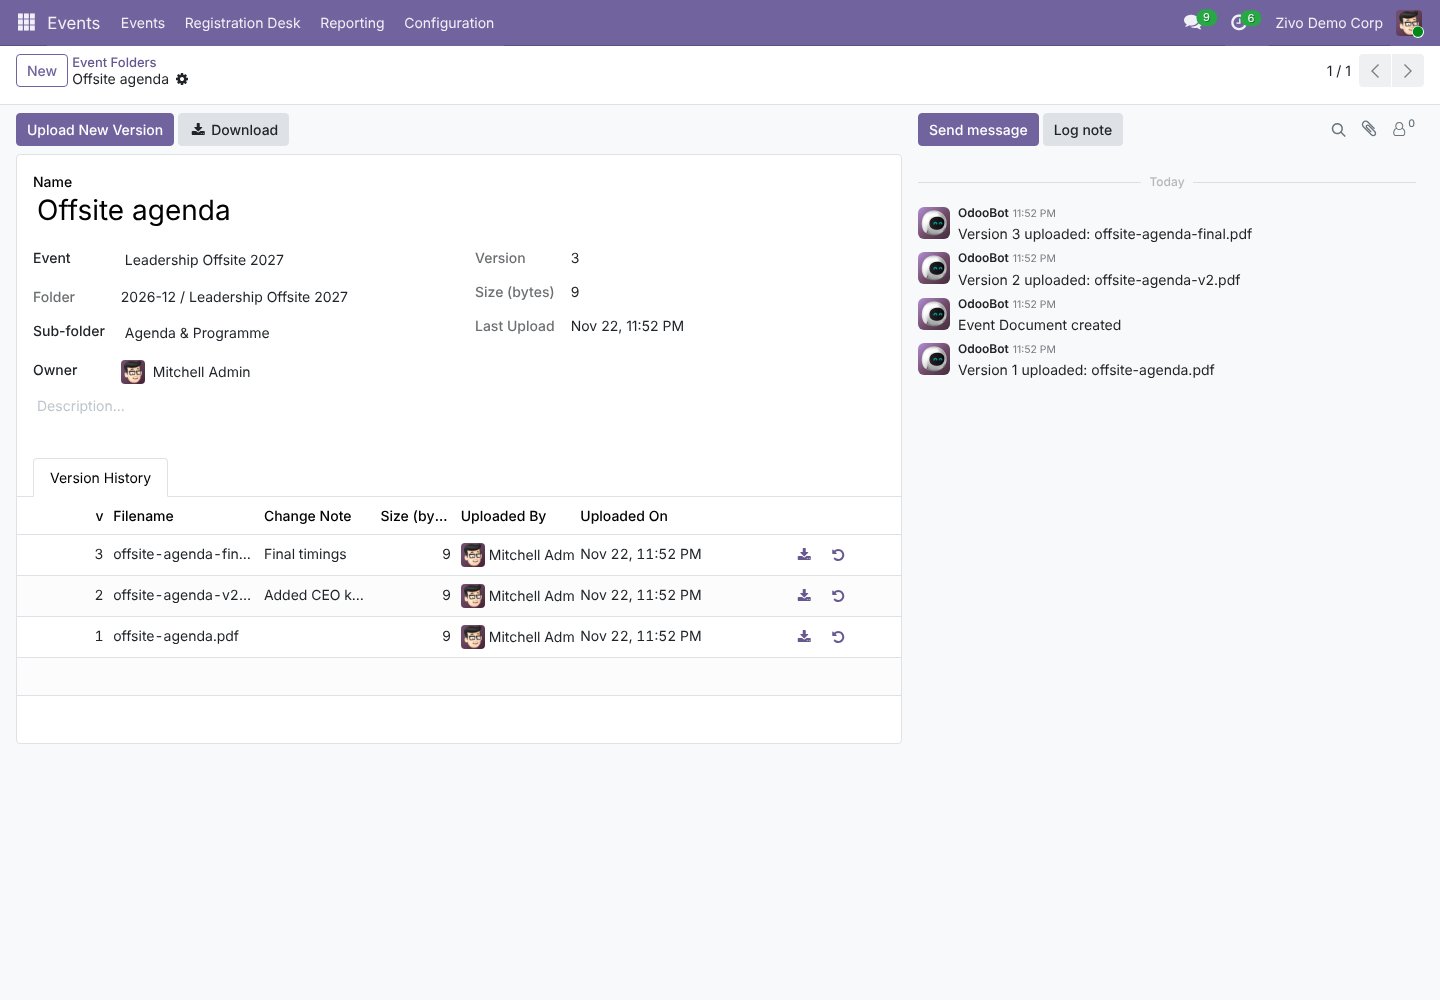 Events Events Registration Desk Reporting Configuration 9 6 Zivo Demo Corp
New Event Folders
Offsite agenda
1 / 1
Upload New Version Download
Send message Log note 0
Name
Offsite agenda
Event Leadership Offsite 2027
Folder 2026-12 / Leadership Offsite 2027
Sub-folder Agenda & Programme
Owner Mitchell Admin
Version 3
Size (bytes) 9
Last Upload Nov 22, 11:52 PM
Description...
Version History
v Filename Change Note Size (by... Uploaded By Uploaded On
3 offsite-agenda-fin... Final timings 9 Mitchell Adm Nov 22, 11:52 PM
2 offsite-agenda-v2... Added CEO k... 9 Mitchell Adm Nov 22, 11:52 PM
1 offsite-agenda.pdf 9 Mitchell Adm Nov 22, 11:52 PM
Today
OdooBot 11:52 PM
Version 3 uploaded: offsite-agenda-final.pdf
OdooBot 11:52 PM
Version 2 uploaded: offsite-agenda-v2.pdf
OdooBot 11:52 PM
Event Document created
OdooBot 11:52 PM
Version 1 uploaded: offsite-agenda.pdf